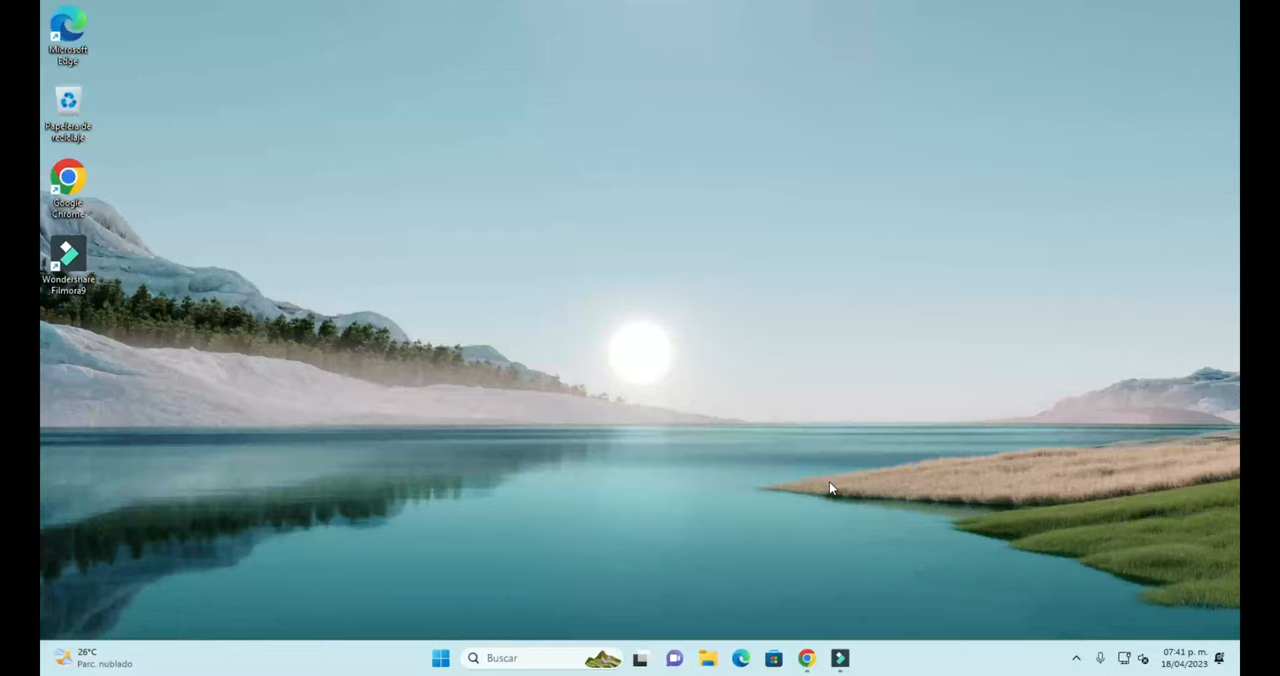 Microsoft
Edge
Papelera de
reciclaje
Google
Chrome
Wondershare
Filmora9
26°C
Parc. nublado
Buscar
07:41 p. m.
18/04/2023